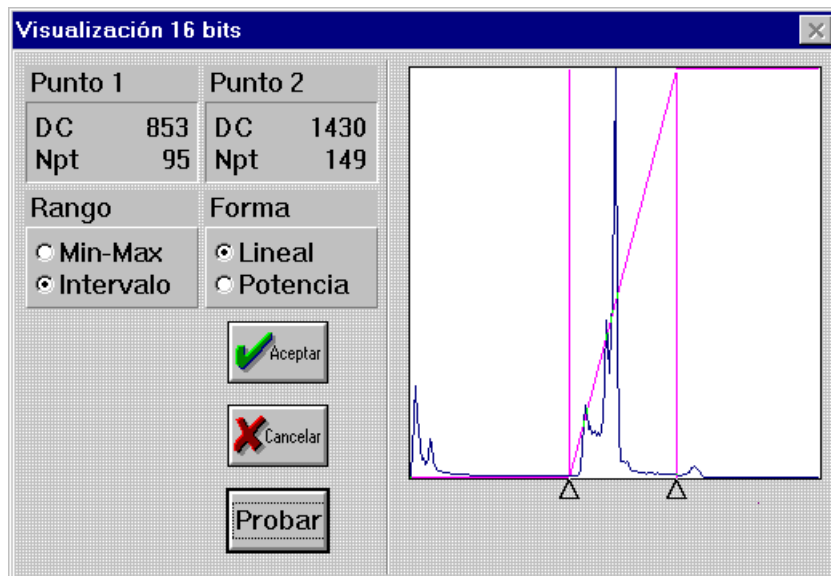 Visualización 16 bits
Punto 1
Punto 2
DC 853
DC 1430
Npt 95
Npt 149
Rango
Forma
Min-Max
Lineal
Intervalo
Potencia
Aceptar
Cancelar
Probar